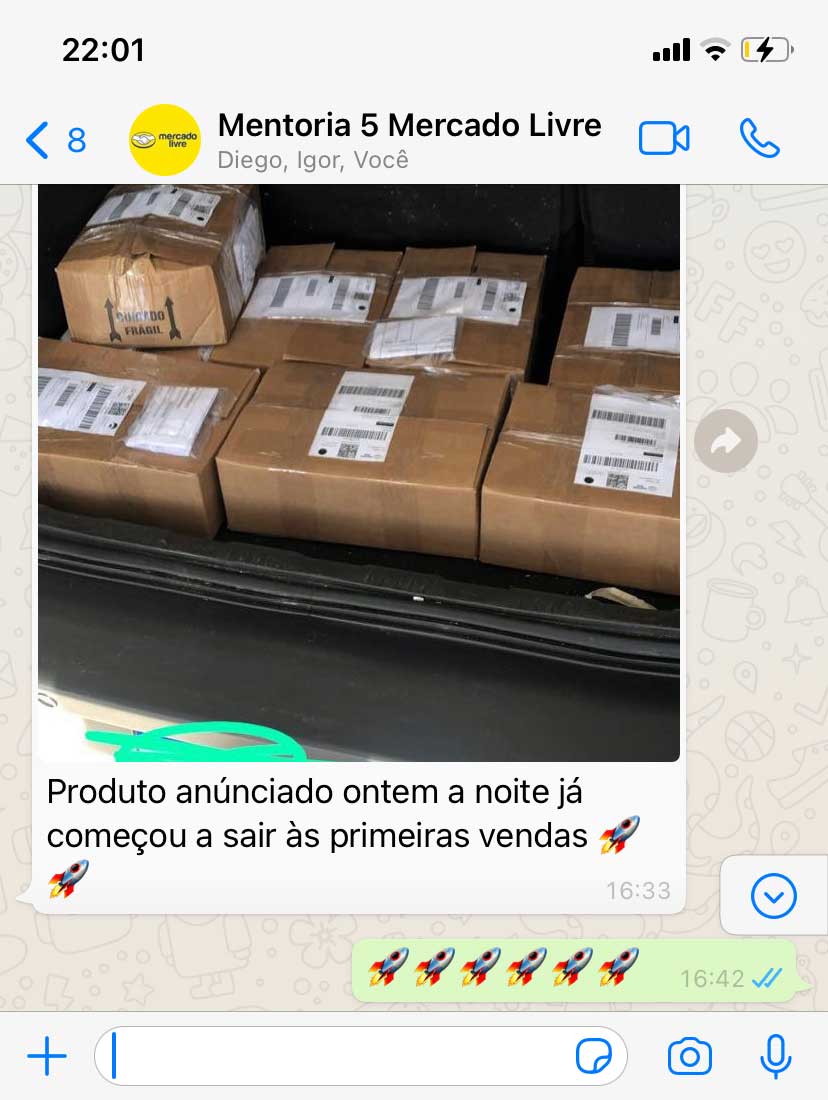 22:01
8
mercado
livre
Mentoria 5 Mercado Livre
Diego, Igor, Você
CUIDADO
FRÁGIL
Produto anúnciado ontem a noite já
começou a sair às primeiras vendas 🚀
🚀
16:33
🚀🚀🚀🚀🚀🚀
16:42